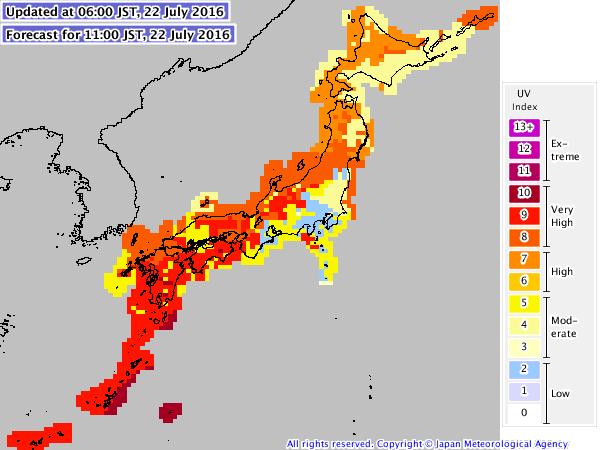 Updated at 06:00 JST, 22 July 2016
Forecast for 11:00 JST, 22 July 2016
UV
Index
13+
12
11
Ex-
treme
10
9
8
Very
High
7
6
High
5
4
3
Mod-
erate
2
1
0
Low
All rights reserved. Copyright © Japan Meteorological Agency